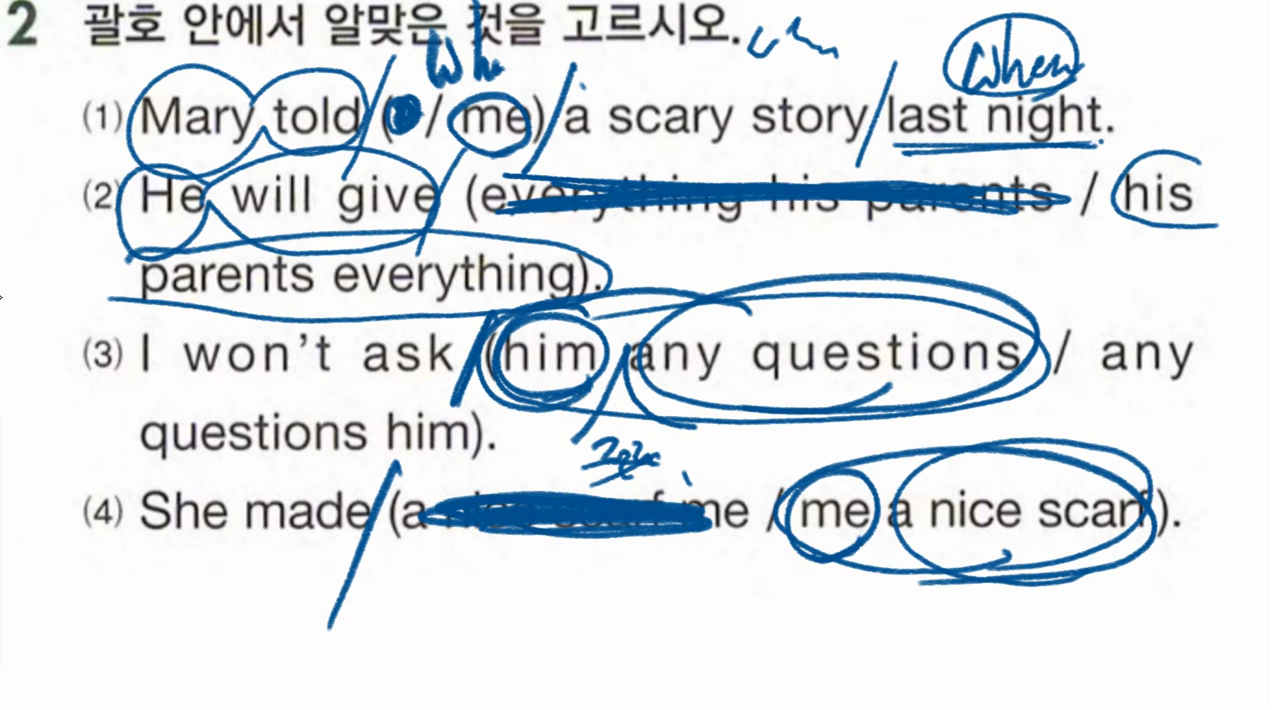 2 괄호 안에서 알맞은 것을 고르시오.
Wh
When
(1) Mary told ( / me) a scary story last night.
(2) He will give (everything his parents / his
parents everything).
(3) I won't ask (him any questions / any
questions him).
(4) She made (a nice scarf me / me a nice scarf).